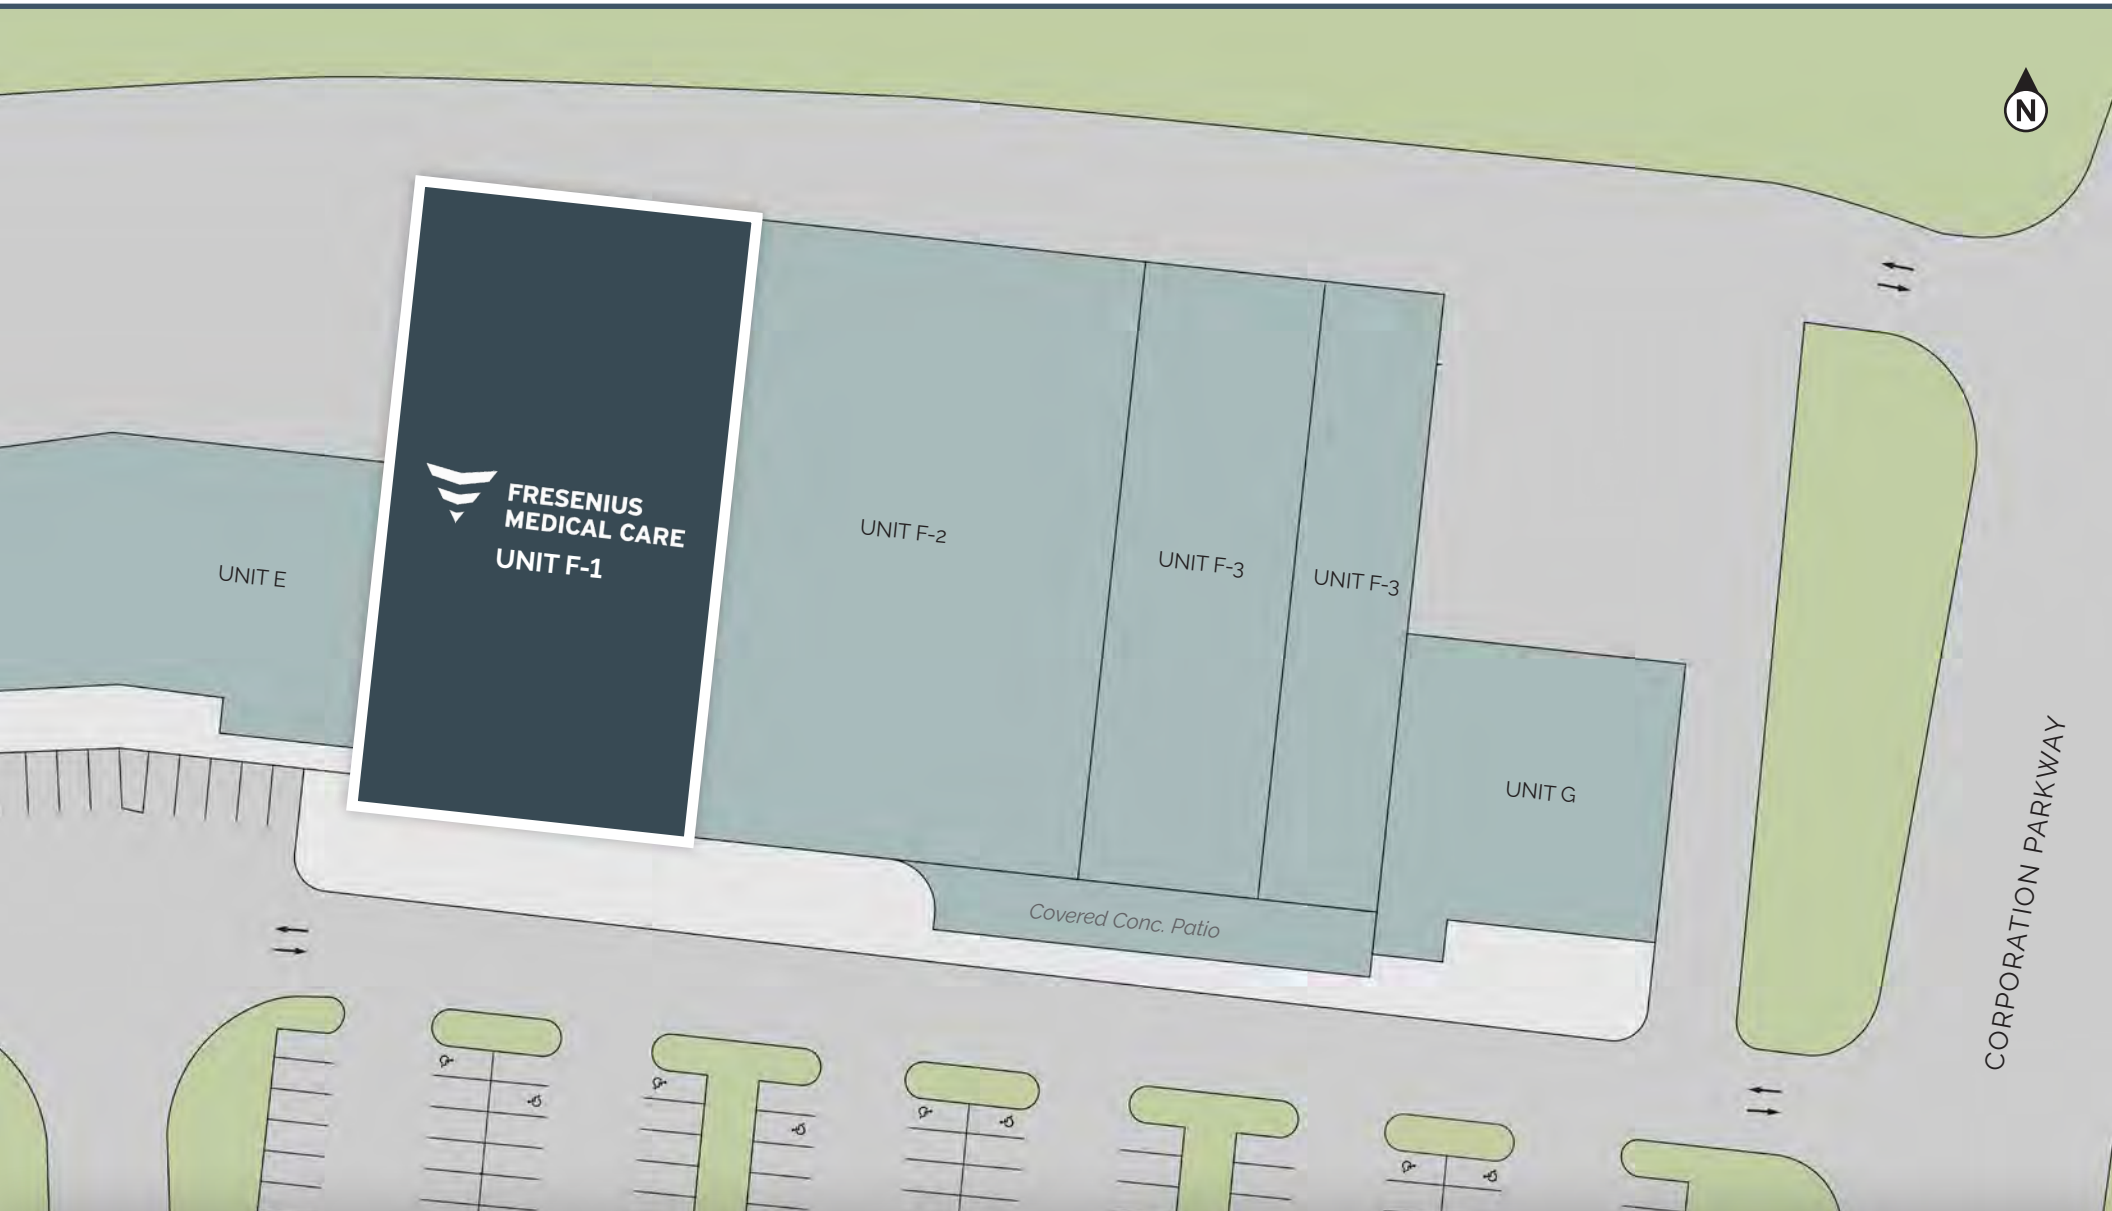 N
FRESENIUS
MEDICAL CARE
UNIT F-1
UNIT E
UNIT F-2
UNIT F-3
UNIT F-3
UNIT G
Covered Conc. Patio
CORPORATION PARKWAY